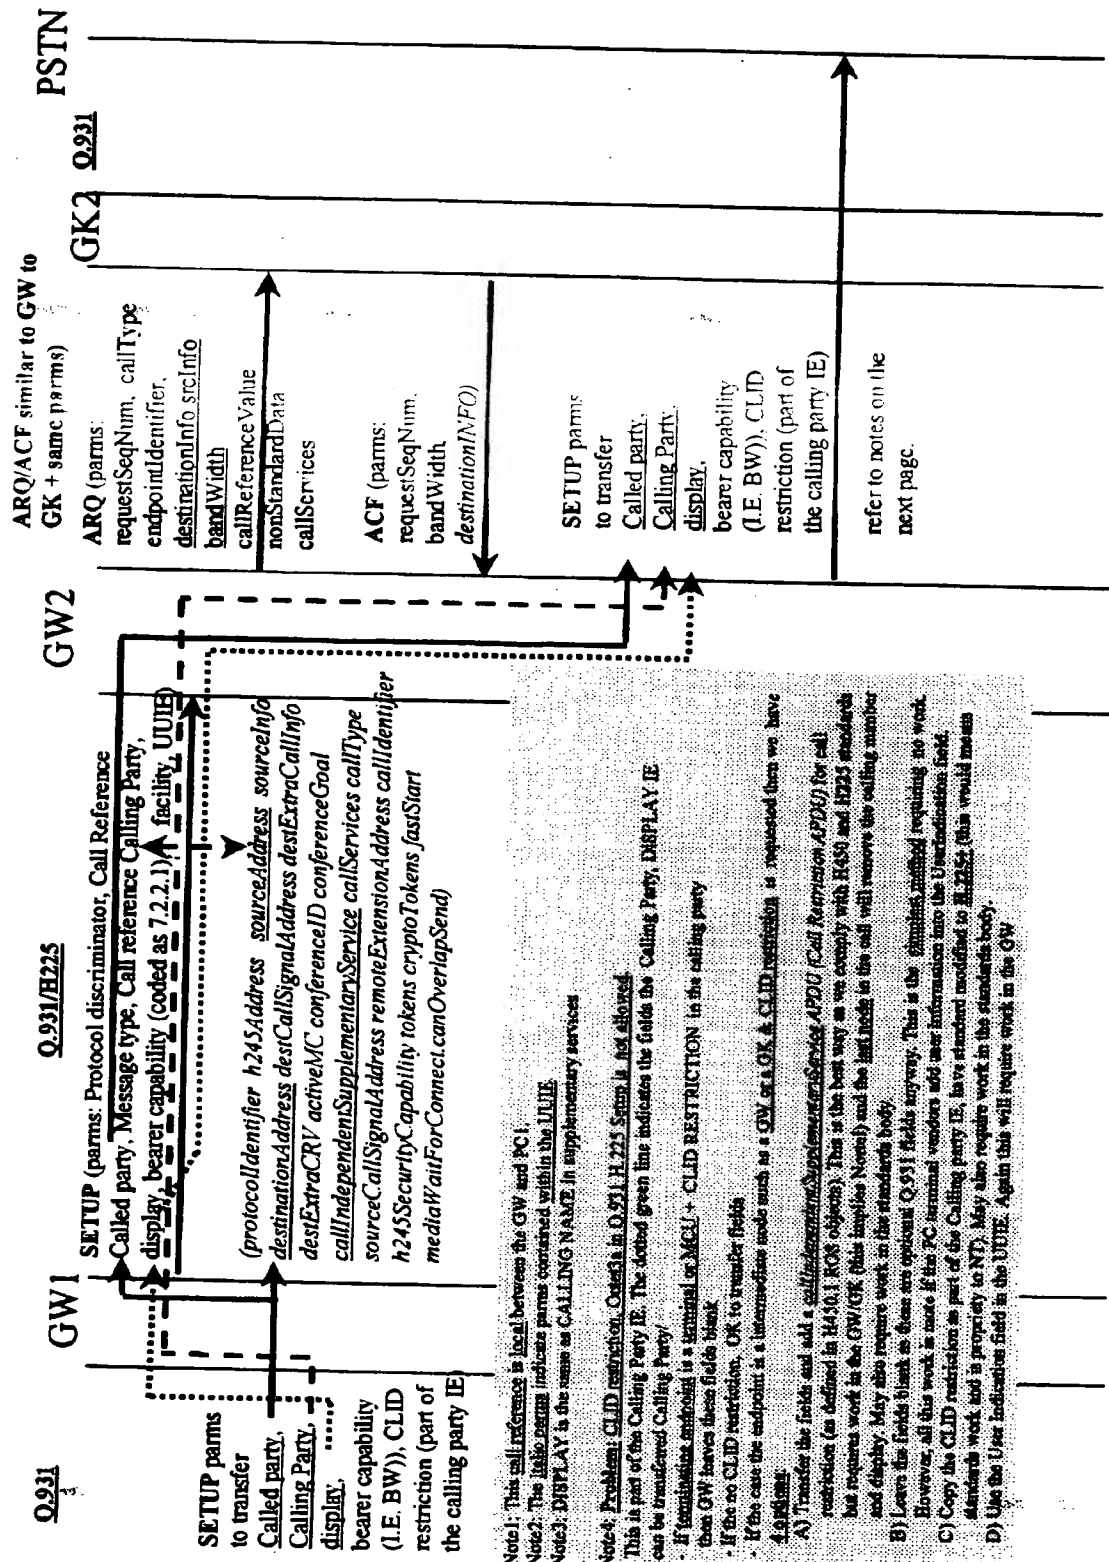 Q.931
Q.931/H225
ARQ/ACF similar to GW to
GK + same parms)
Q.931
GW1
GW2
GK2
PSTN
SETUP parms
to transfer
Called party,
Calling Party,
display,
bearer capability
(I.E. BW)), CLID
restriction (part of
the calling party IE)
SETUP (parms: Protocol discriminator, Call Reference
Called party, Message type, Call reference Calling Party,
display, bearer capability (coded as 7.2.2.1), facility, UUIE)
(protocolIdentifier h245Address sourceAddress sourceInfo
destinationAddress destCallSignalAddress destExtraCallInfo
destExtraCRV activeMC conferenceID conferenceGoal
callIndependenSupplementaryService callServices callType
sourceCallSignalAddress remoteExtensionAddress callIdentifier
h245SecurityCapability tokens cryptoTokens fastStart
mediaWaitForConnect.canOverlapSend)
ARQ (parms:
requestSeqNum, callType
endpointIdentifier,
destinationInfo srcInfo
bandWidth
callReferenceValue
nonStandardData
callServices
ACF (parms:
requestSeqNum,
bandWidth
destinationINFO)
SETUP parms
to transfer
Called party,
Calling Party,
display,
bearer capability
(I.E. BW)), CLID
restriction (part of
the calling party IE)
refer to notes on the
next page.
Note1: This call reference is local between the GW and PC1.
Note2: The Italic parms indicate parms contained within the UUIE
Note3: DISPLAY is the same as CALLING NAME in supplementary services
Note4: Problem: CLID restriction, Octet3a in Q.931 H.225 Setup is not allowed.
This is part of the Calling Party IE. The dotted green line indicates the fields the Calling Party, DISPLAY IE
can be transferred Calling Party/
- If terminating endpoint is a terminal or MCU + CLID RESTRICTION in the calling party
then GW leaves these fields blank
- If the no CLID restriction, OK to transfer fields
- If the case the endpoint is a intermediate node such as a GW or a GK & CLID restriction is requested then we have
4 options
A) Transfer the fields and add a callIndependentSupplementaryService APDU (Call Restriction APDU) for call
restriction (as defined in H450.1 ROS objects). This is the best way as we comply with H450 and H225 standards
but requires work in the GW/GK (this implies Nortel) and the last node in the call will remove the calling number
and display. May also require work in the standards body.
B) Leave the fields blank as these are optional Q.931 fields anyway. This is the simplest method requiring no work.
However, all this work is mute if the PC terminal vendors add user information into the Userindication field.
C) Copy the CLID retriction as part of the Calling party IE, have standard modified to H.225+ (this would mean
standards work and is propriety to NT). May also require work in the standards body.
D) Use the User Indication field in the UUIE. Again this will require work in the GW